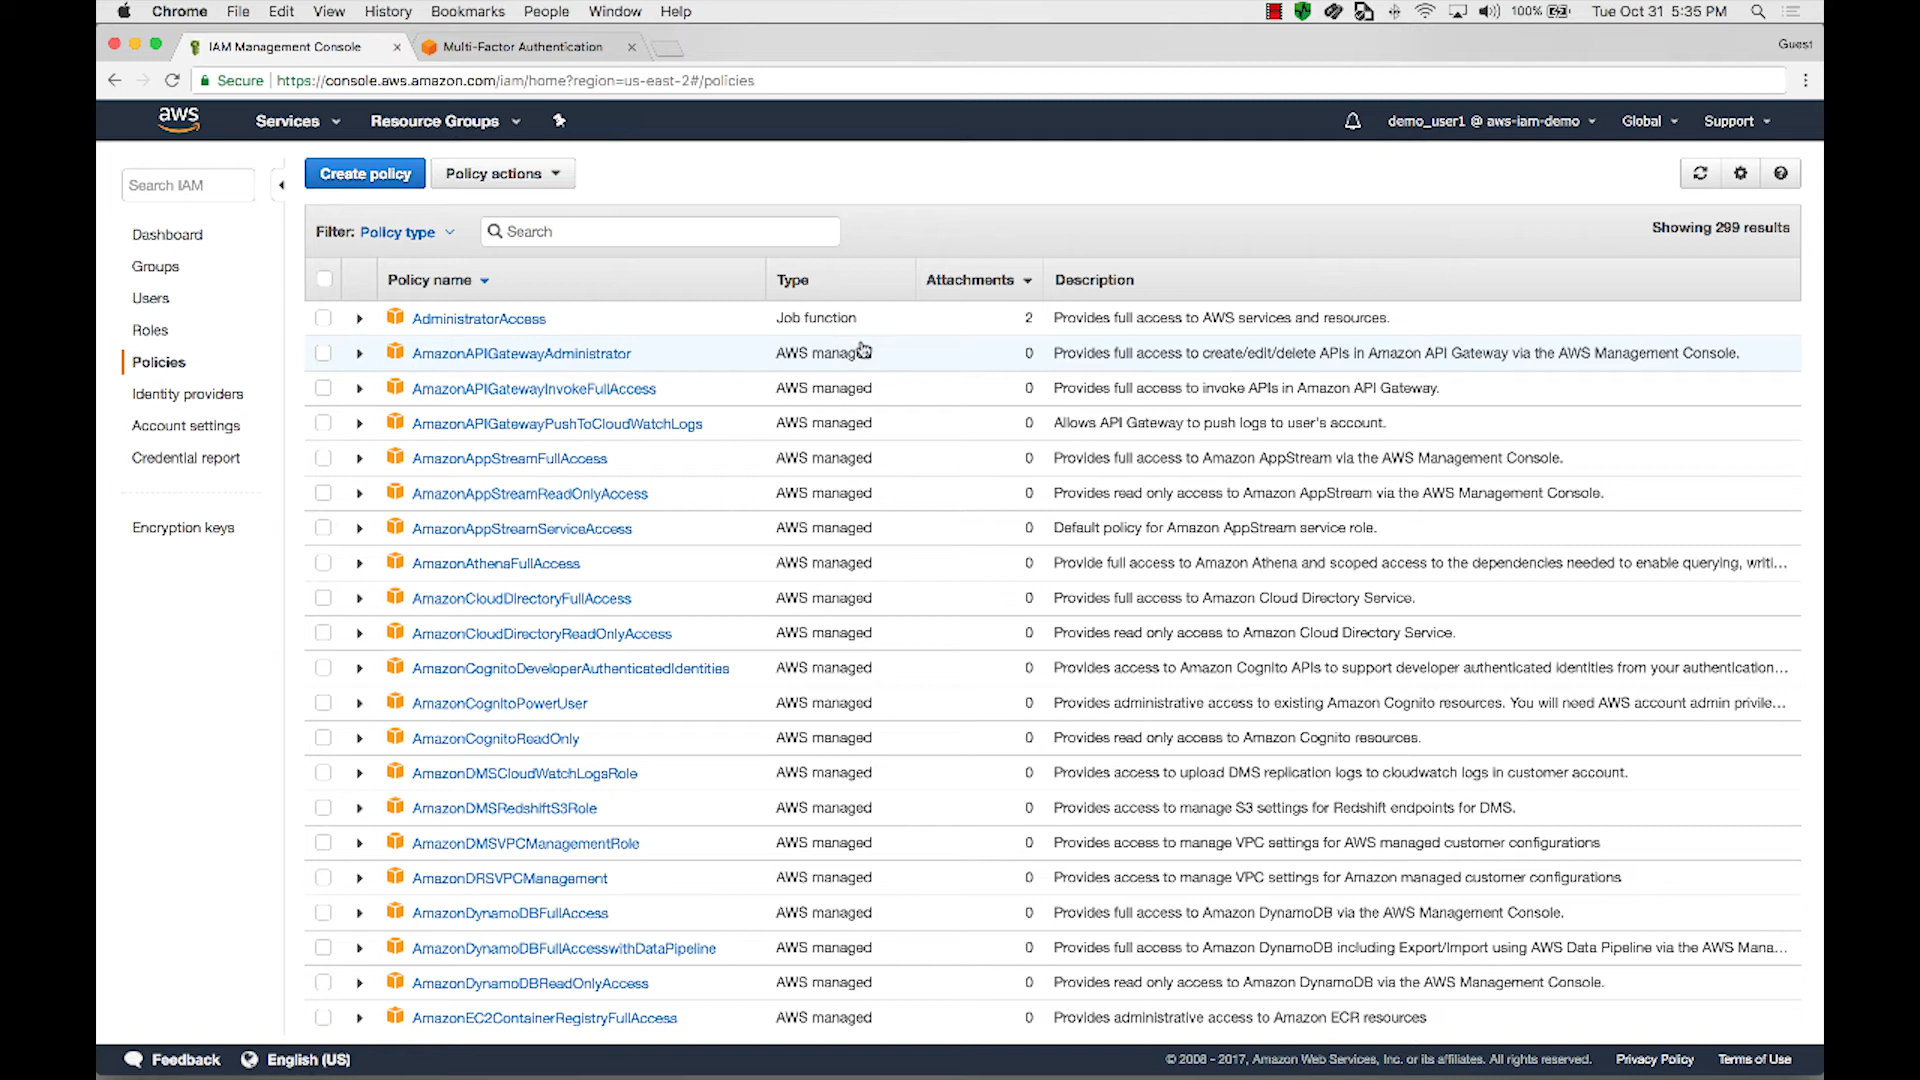 Chrome File Edit View History Bookmarks People Window Help 100% Tue Oct 31 5:35 PM
IAM Management Console Multi-Factor Authentication Guest
Secure https://console.aws.amazon.com/iam/home?region=us-east-2#/policies
aws Services Resource Groups demo_user1 @ aws-iam-demo Global Support
Search IAM
Dashboard
Groups
Users
Roles
Policies
Identity providers
Account settings
Credential report
Encryption keys
Create policy Policy actions
Filter: Policy type Search Showing 299 results
Policy name Type Attachments Description
AdministratorAccess Job function 2 Provides full access to AWS services and resources.
AmazonAPIGatewayAdministrator AWS managed 0 Provides full access to create/edit/delete APIs in Amazon API Gateway via the AWS Management Console.
AmazonAPIGatewayInvokeFullAccess AWS managed 0 Provides full access to invoke APIs in Amazon API Gateway.
AmazonAPIGatewayPushToCloudWatchLogs AWS managed 0 Allows API Gateway to push logs to user's account.
AmazonAppStreamFullAccess AWS managed 0 Provides full access to Amazon AppStream via the AWS Management Console.
AmazonAppStreamReadOnlyAccess AWS managed 0 Provides read only access to Amazon AppStream via the AWS Management Console.
AmazonAppStreamServiceAccess AWS managed 0 Default policy for Amazon AppStream service role.
AmazonAthenaFullAccess AWS managed 0 Provide full access to Amazon Athena and scoped access to the dependencies needed to enable querying, writi...
AmazonCloudDirectoryFullAccess AWS managed 0 Provides full access to Amazon Cloud Directory Service.
AmazonCloudDirectoryReadOnlyAccess AWS managed 0 Provides read only access to Amazon Cloud Directory Service.
AmazonCognitoDeveloperAuthenticatedIdentities AWS managed 0 Provides access to Amazon Cognito APIs to support developer authenticated identities from your authentication...
AmazonCognitoPowerUser AWS managed 0 Provides administrative access to existing Amazon Cognito resources. You will need AWS account admin privile...
AmazonCognitoReadOnly AWS managed 0 Provides read only access to Amazon Cognito resources.
AmazonDMSCloudWatchLogsRole AWS managed 0 Provides access to upload DMS replication logs to cloudwatch logs in customer account.
AmazonDMSRedshiftS3Role AWS managed 0 Provides access to manage S3 settings for Redshift endpoints for DMS.
AmazonDMSVPCManagementRole AWS managed 0 Provides access to manage VPC settings for AWS managed customer configurations
AmazonDRSVPCManagement AWS managed 0 Provides access to manage VPC settings for Amazon managed customer configurations
AmazonDynamoDBFullAccess AWS managed 0 Provides full access to Amazon DynamoDB via the AWS Management Console.
AmazonDynamoDBFullAccesswithDataPipeline AWS managed 0 Provides full access to Amazon DynamoDB including Export/Import using AWS Data Pipeline via the AWS Mana...
AmazonDynamoDBReadOnlyAccess AWS managed 0 Provides read only access to Amazon DynamoDB via the AWS Management Console.
AmazonEC2ContainerRegistryFullAccess AWS managed 0 Provides administrative access to Amazon ECR resources
Feedback English (US) © 2008 - 2017, Amazon Web Services, Inc. or its affiliates. All rights reserved. Privacy Policy Terms of Use